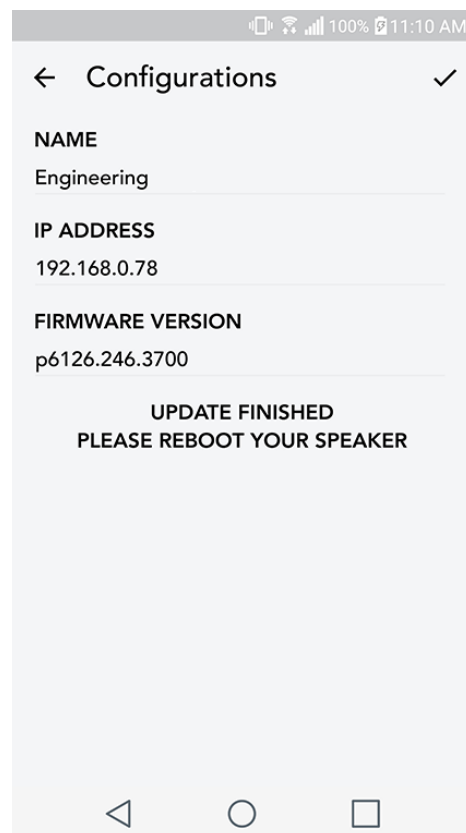 100% 11:10 AM
Configurations
NAME
Engineering
IP ADDRESS
192.168.0.78
FIRMWARE VERSION
p6126.246.3700
UPDATE FINISHED
PLEASE REBOOT YOUR SPEAKER